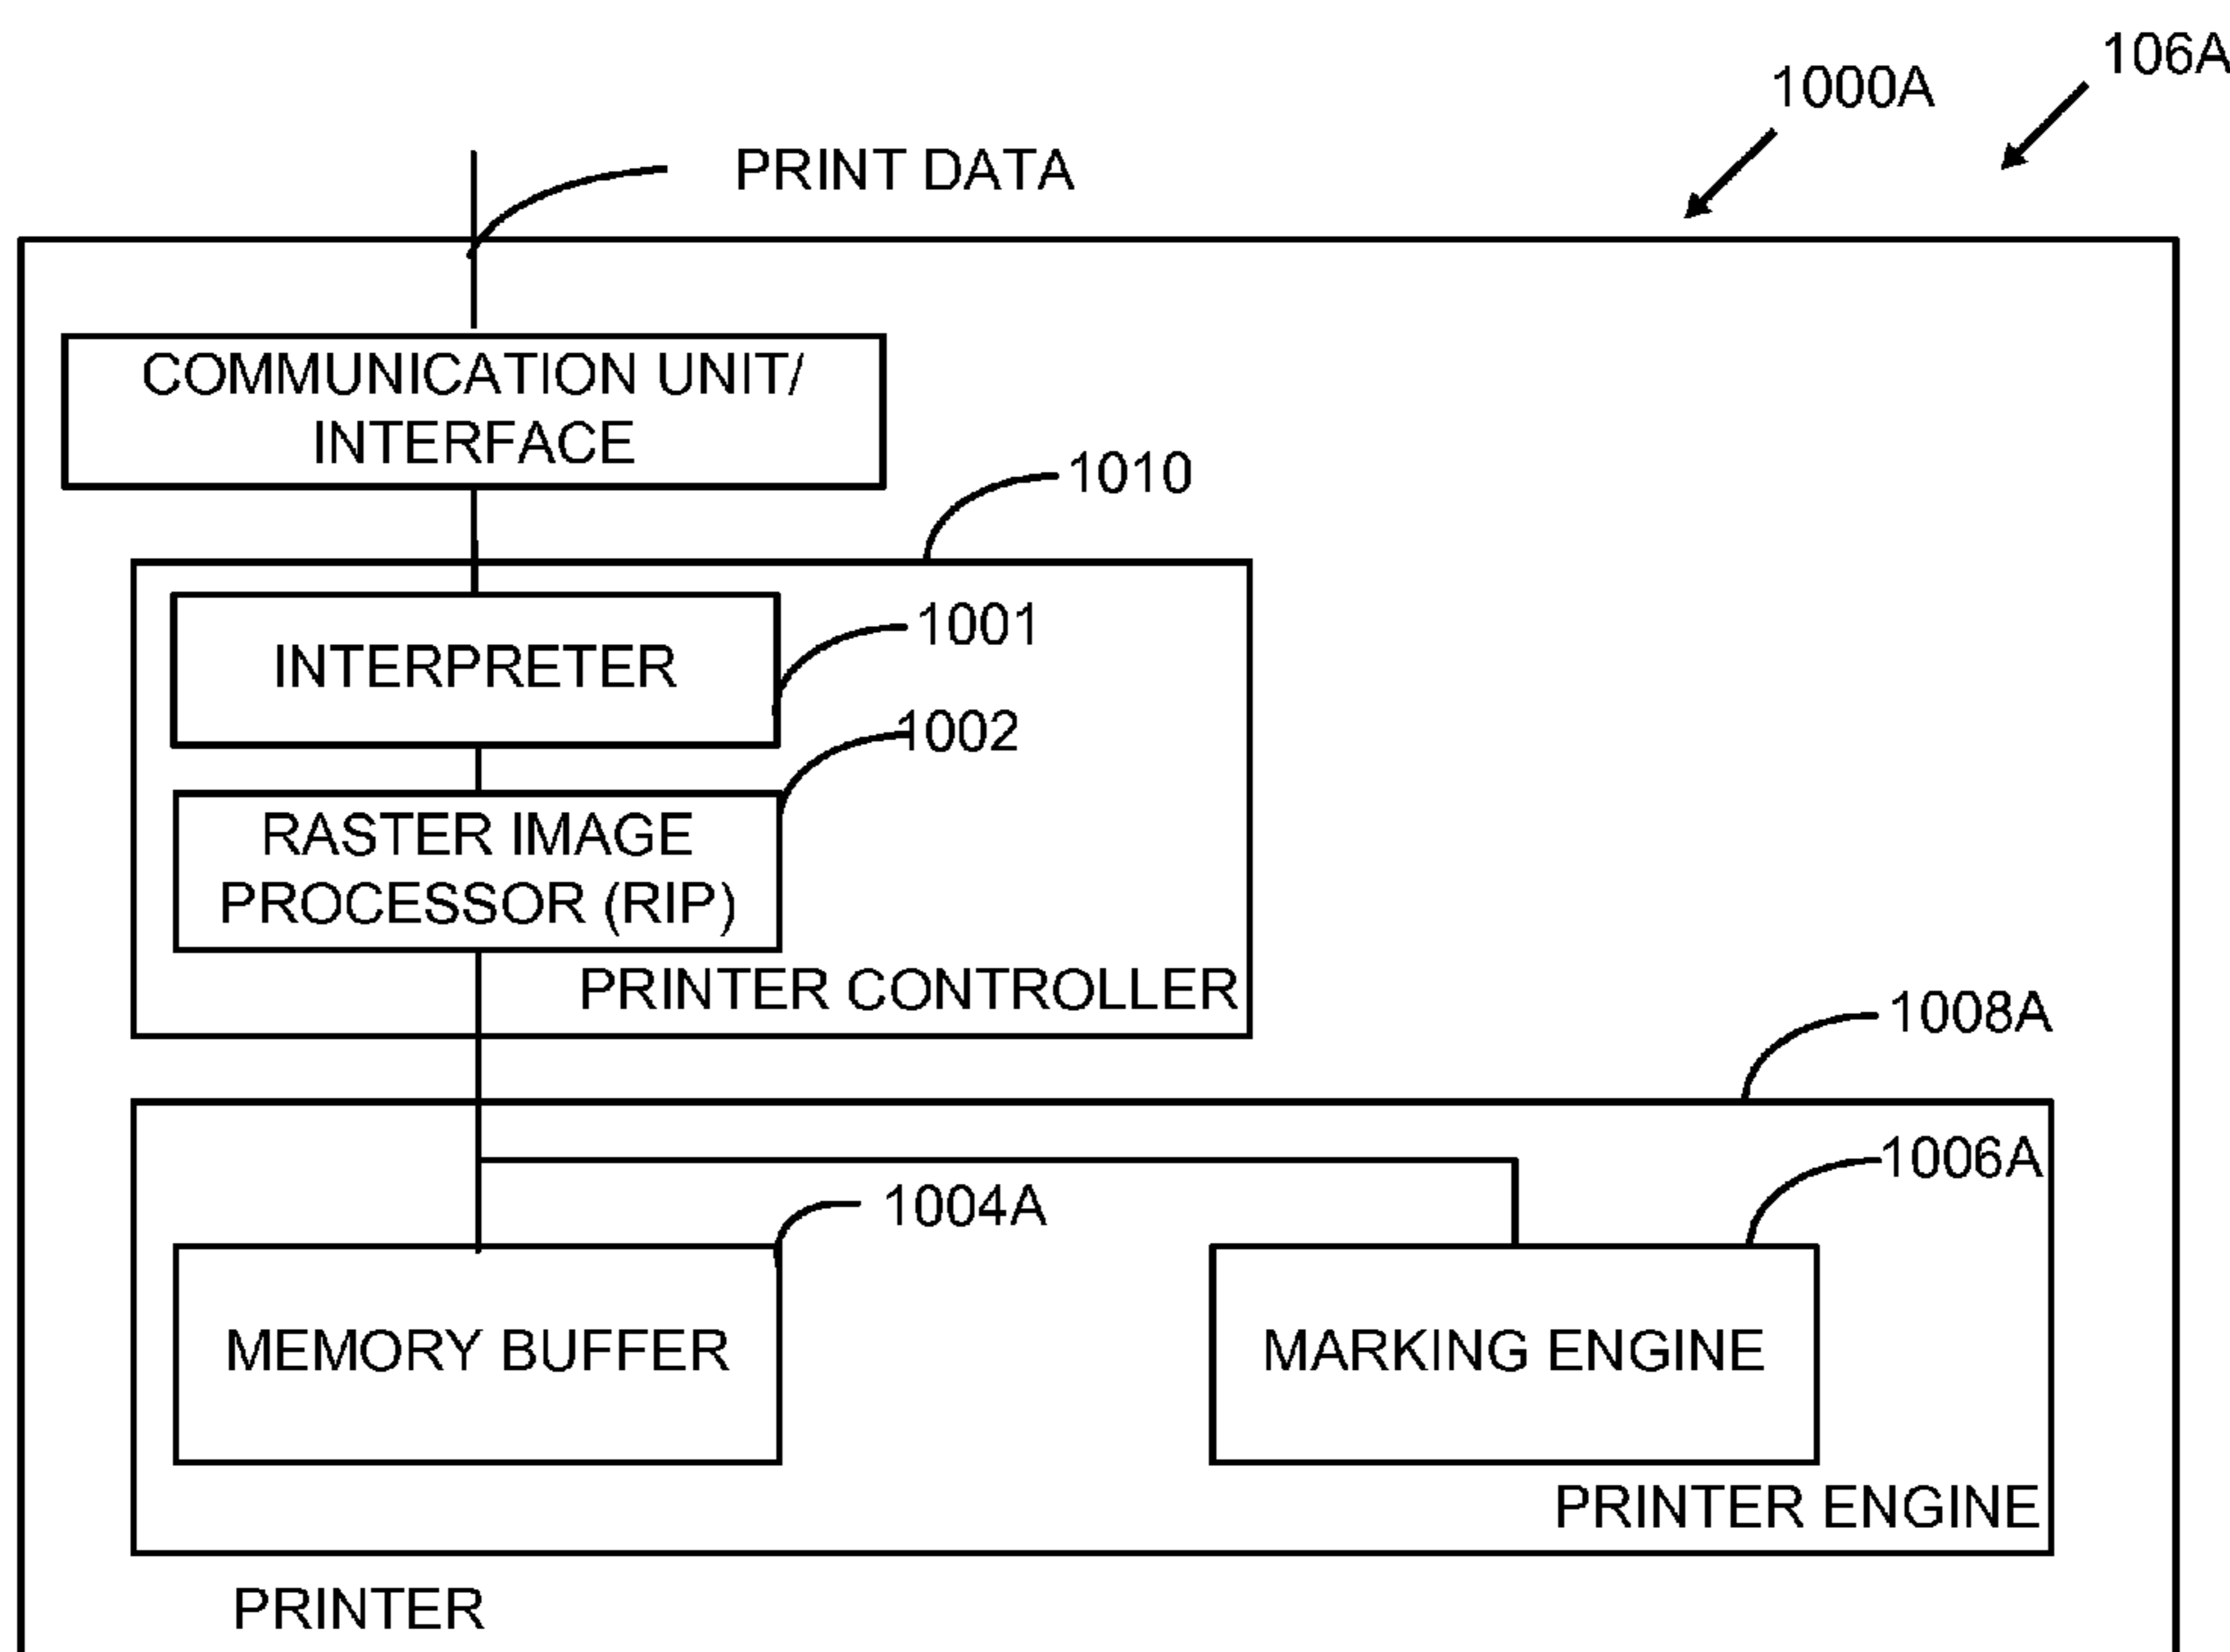 106A
1000A
PRINT DATA
COMMUNICATION UNIT/
INTERFACE
1010
INTERPRETER
1001
1002
RASTER IMAGE
PROCESSOR (RIP)
PRINTER CONTROLLER
1008A
1006A
1004A
MEMORY BUFFER
MARKING ENGINE
PRINTER ENGINE
PRINTER